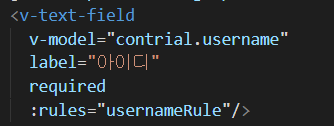 <v-text-field
v-model="contrial.username"
label="아이디"
required
:rules="usernameRule"/>